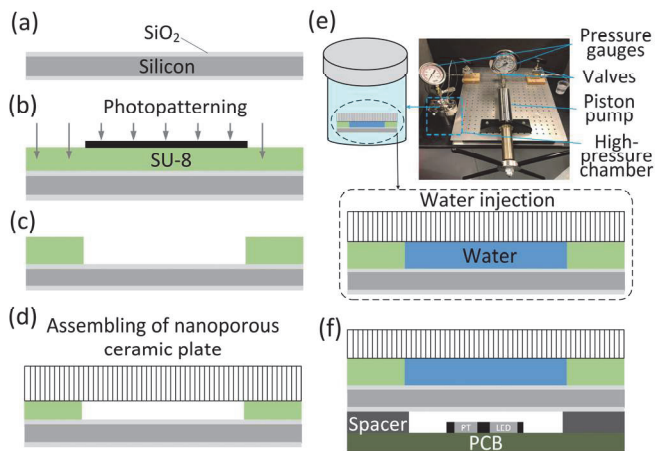 (a)
SiO₂
Silicon
(b)
Photopatterning
SU-8
(c)
(d)
Assembling of nanoporous
ceramic plate
(e)
Pressure
gauges
Valves
Piston
pump
High-
pressure
chamber
Water injection
Water
(f)
Spacer
PT
LED
PCB